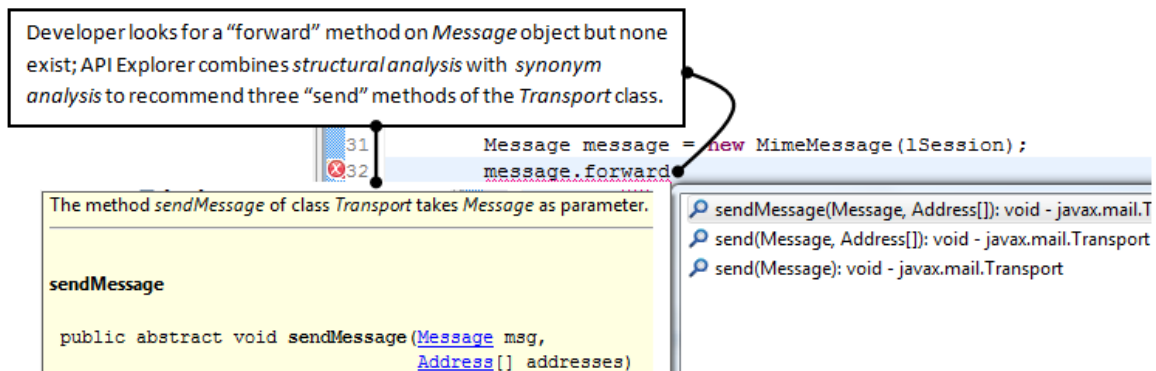 Developer looks for a “forward” method on Message object but none
exist; API Explorer combines structural analysis with synonym
analysis to recommend three “send” methods of the Transport class.
31 Message message = new MimeMessage(lSession);
32 message.forward
The method sendMessage of class Transport takes Message as parameter.
sendMessage
public abstract void sendMessage(Message msg,
Address[] addresses)
sendMessage(Message, Address[]): void - javax.mail.T
send(Message, Address[]): void - javax.mail.Transport
send(Message): void - javax.mail.Transport